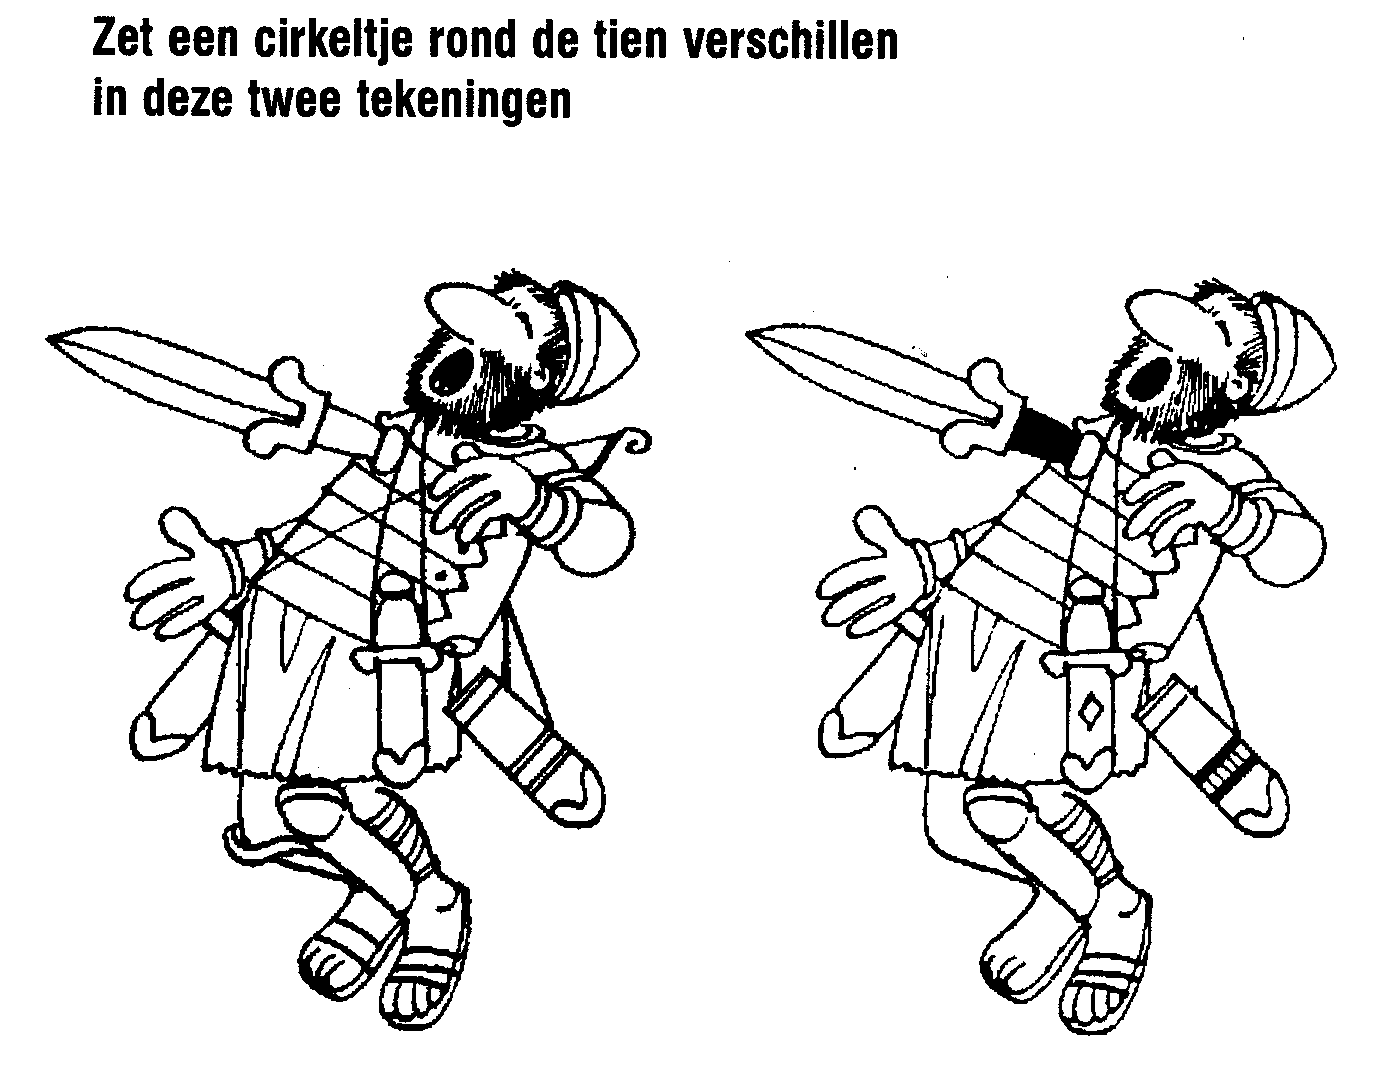 Zet een cirkeltje rond de tien verschillen
in deze twee tekeningen